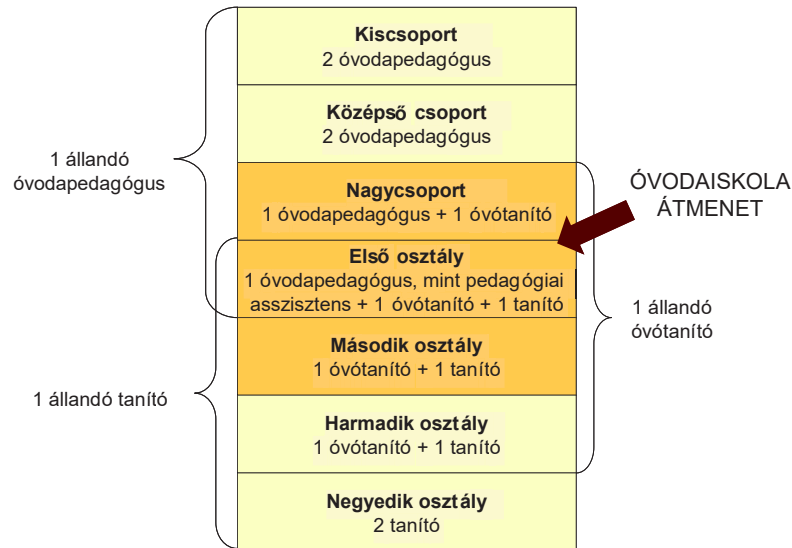 Kiscsoport
2 óvodapedagógus
Középső csoport
2 óvodapedagógus
1 állandó
óvodapedagógus
Nagycsoport
1 óvodapedagógus + 1 óvótanító
ÓVODAISKOLA
ÁTMENET
Első osztály
1 óvodapedagógus, mint pedagógiai
asszisztens + 1 óvótanító + 1 tanító
1 állandó
óvótanító
Második osztály
1 óvótanító + 1 tanító
1 állandó tanító
Harmadik osztály
1 óvótanító + 1 tanító
Negyedik osztály
2 tanító